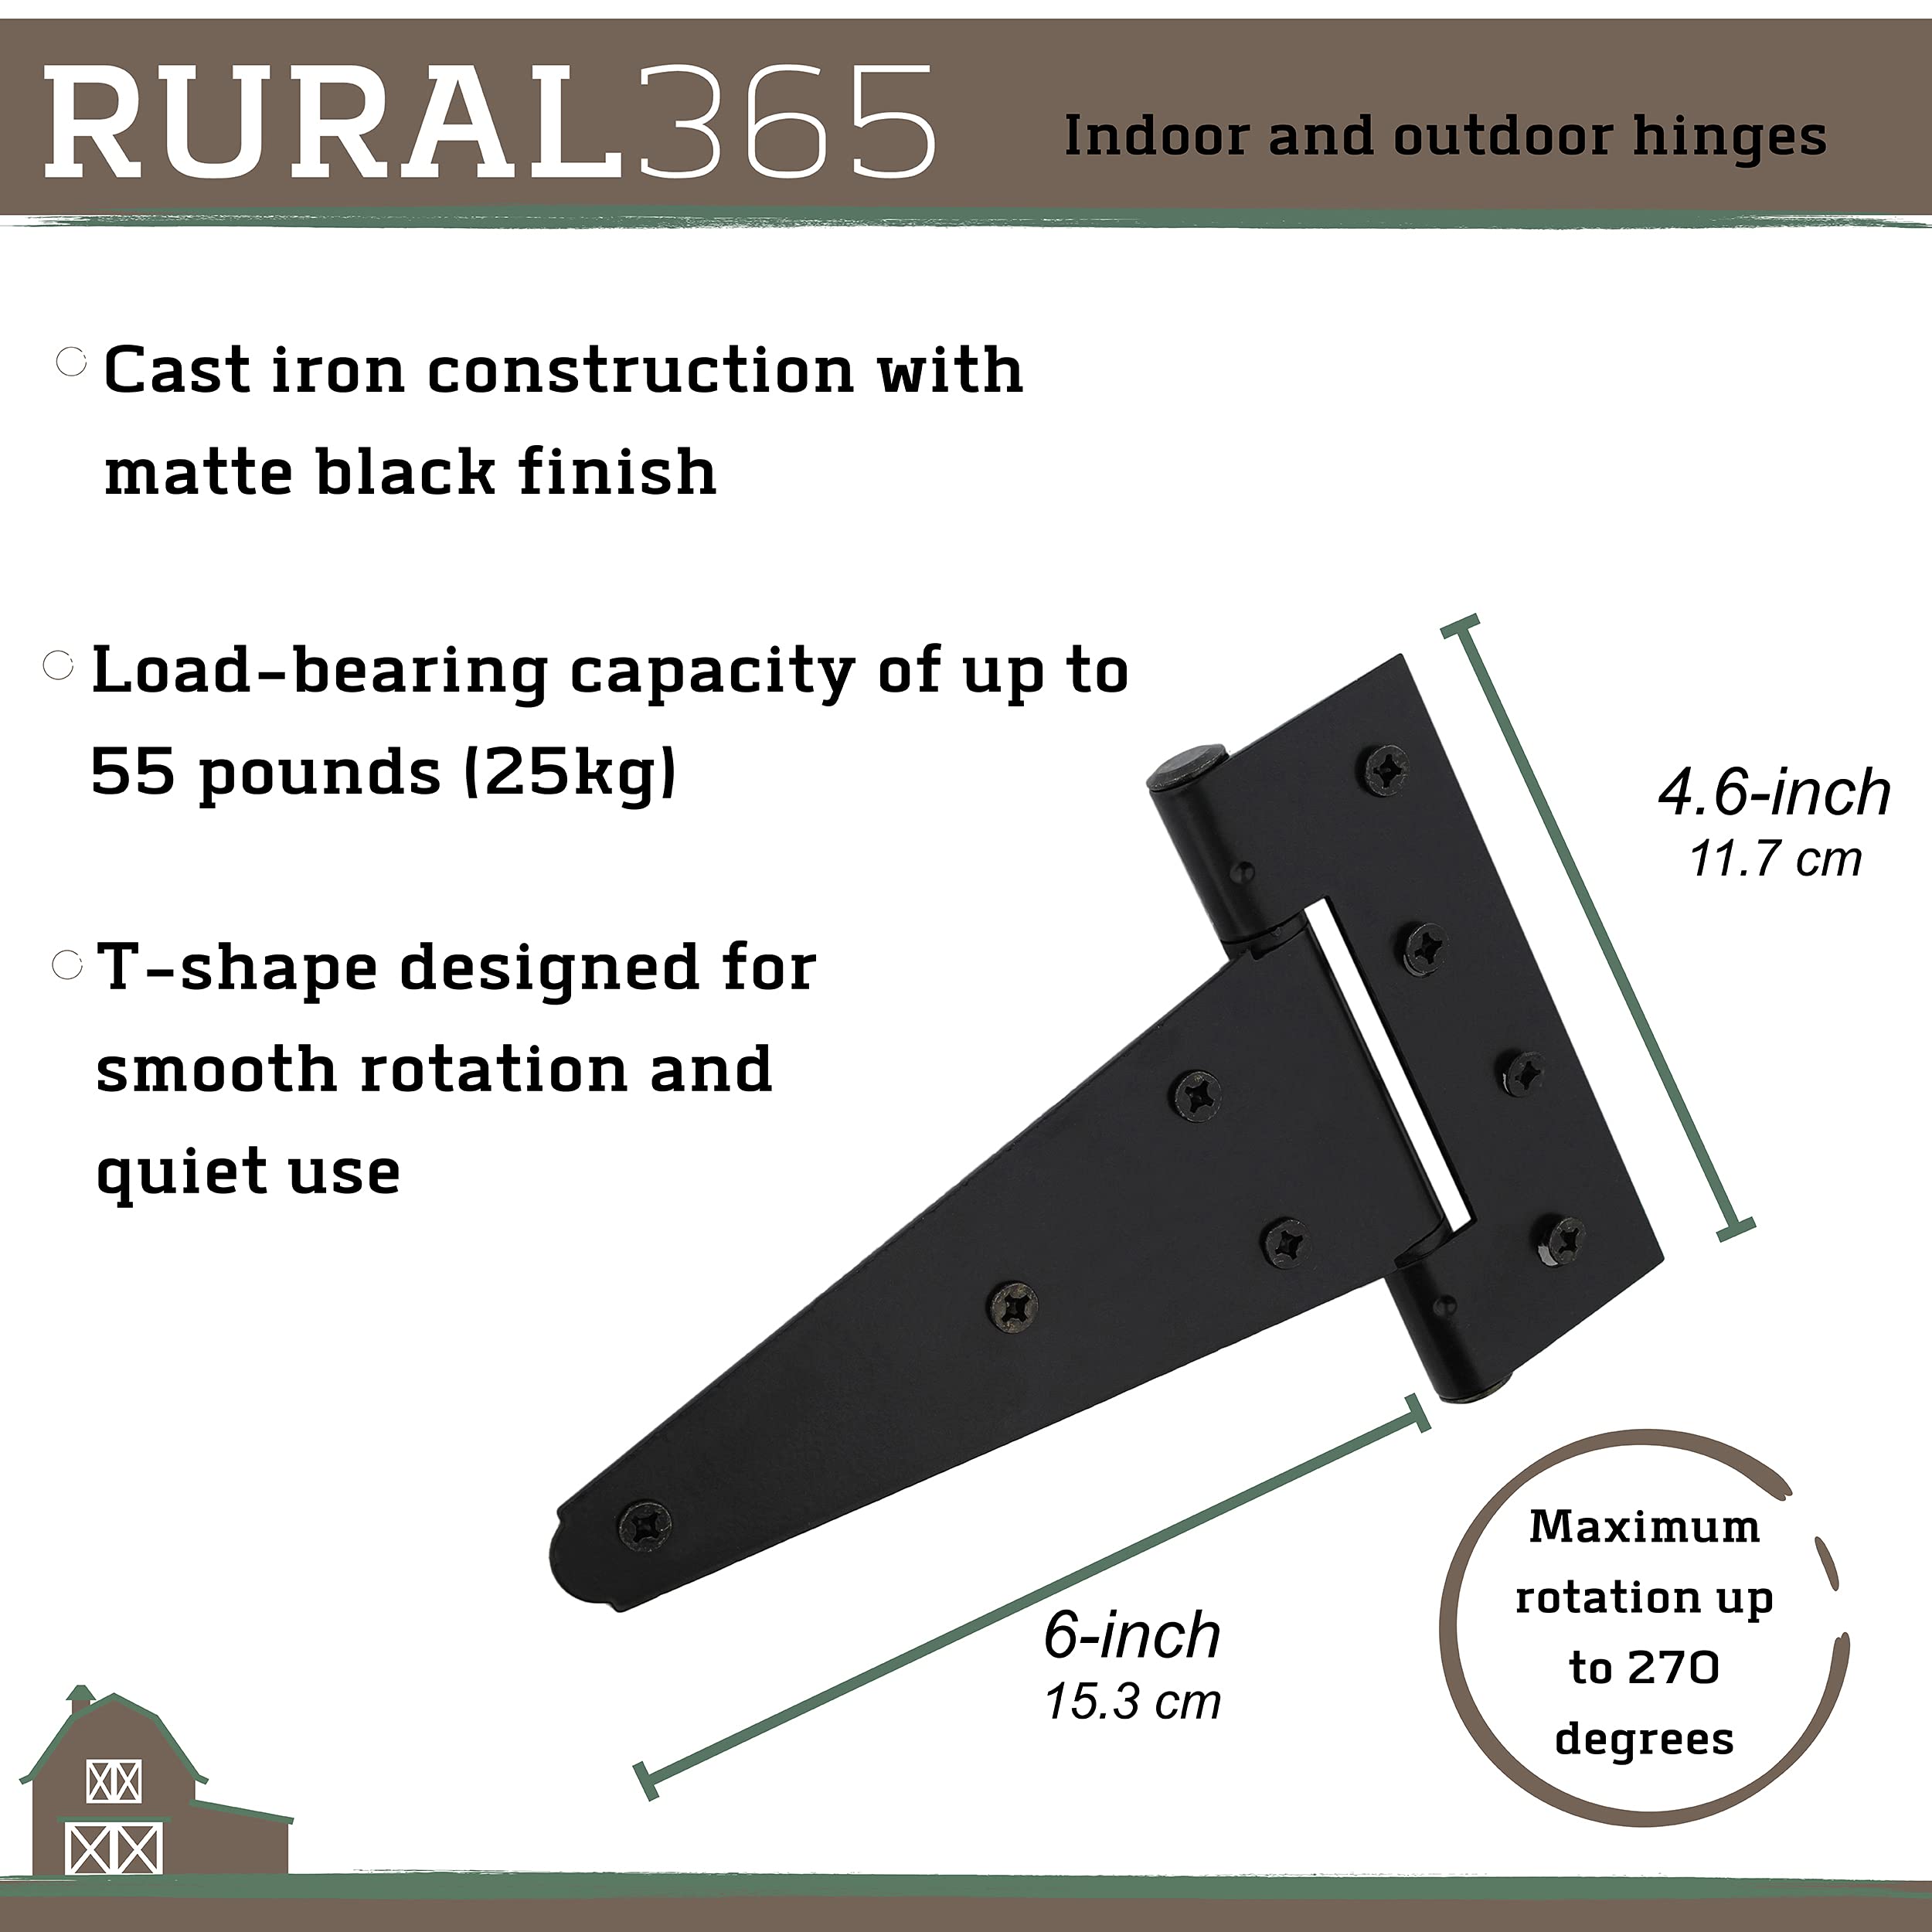 RURAL365
Indoor and outdoor hinges
Cast iron construction with
matte black finish
Load-bearing capacity of up to
55 pounds (25kg)
T-shape designed for
smooth rotation and
quiet use
4.6-inch
11.7 cm
6-inch
15.3 cm
Maximum
rotation up
to 270
degrees